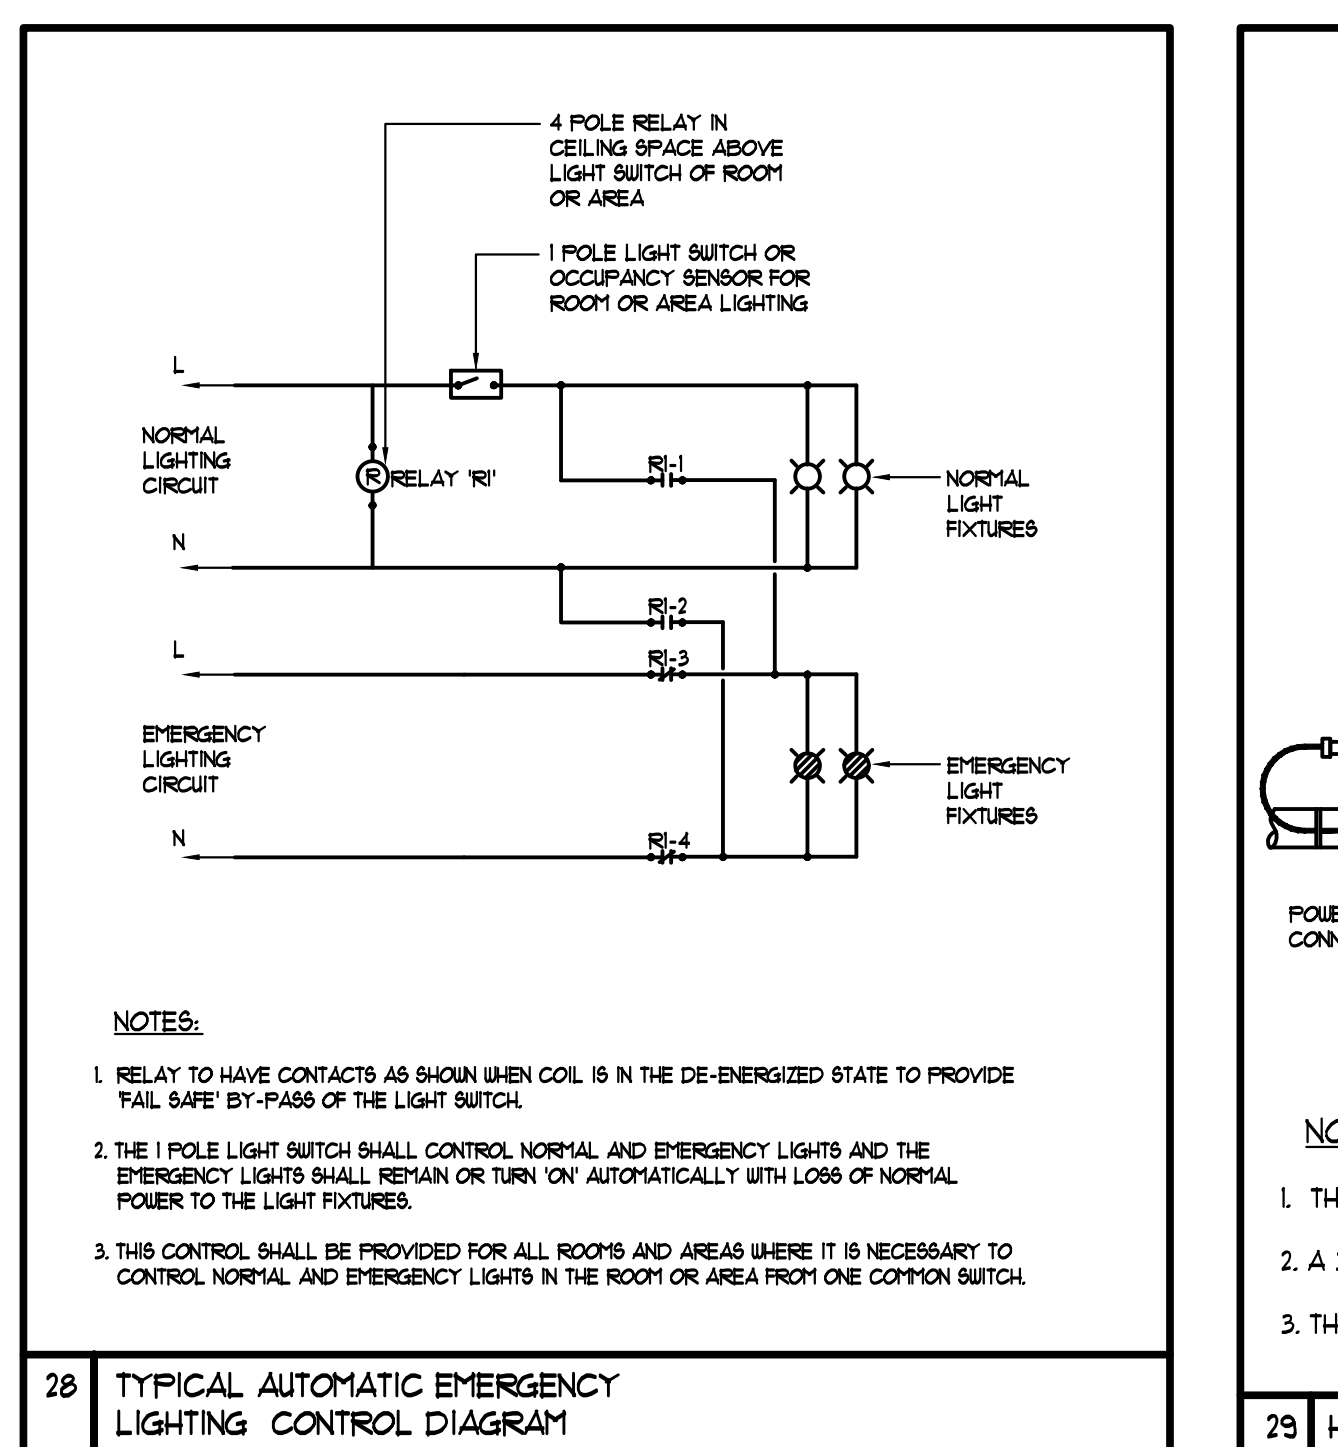 4 POLE RELAY IN
CEILING SPACE ABOVE
LIGHT SWITCH OF ROOM
OR AREA
1 POLE LIGHT SWITCH OR
OCCUPANCY SENSOR FOR
ROOM OR AREA LIGHTING
L
NORMAL
LIGHTING
CIRCUIT
R
RELAY 'R1'
R1-1
NORMAL
LIGHT
FIXTURES
N
R1-2
L
R1-3
EMERGENCY
LIGHTING
CIRCUIT
EMERGENCY
LIGHT
FIXTURES
N
R1-4
NOTES:
1. RELAY TO HAVE CONTACTS AS SHOWN WHEN COIL IS IN THE DE-ENERGIZED STATE TO PROVIDE
'FAIL SAFE' BY-PASS OF THE LIGHT SWITCH.
2. THE 1 POLE LIGHT SWITCH SHALL CONTROL NORMAL AND EMERGENCY LIGHTS AND THE
EMERGENCY LIGHTS SHALL REMAIN OR TURN 'ON' AUTOMATICALLY WITH LOSS OF NORMAL
POWER TO THE LIGHT FIXTURES.
3. THIS CONTROL SHALL BE PROVIDED FOR ALL ROOMS AND AREAS WHERE IT IS NECESSARY TO
CONTROL NORMAL AND EMERGENCY LIGHTS IN THE ROOM OR AREA FROM ONE COMMON SWITCH.
28
TYPICAL AUTOMATIC EMERGENCY
LIGHTING CONTROL DIAGRAM
POWE
CONN
NO
1. TH
2. A
3. TH
29
H